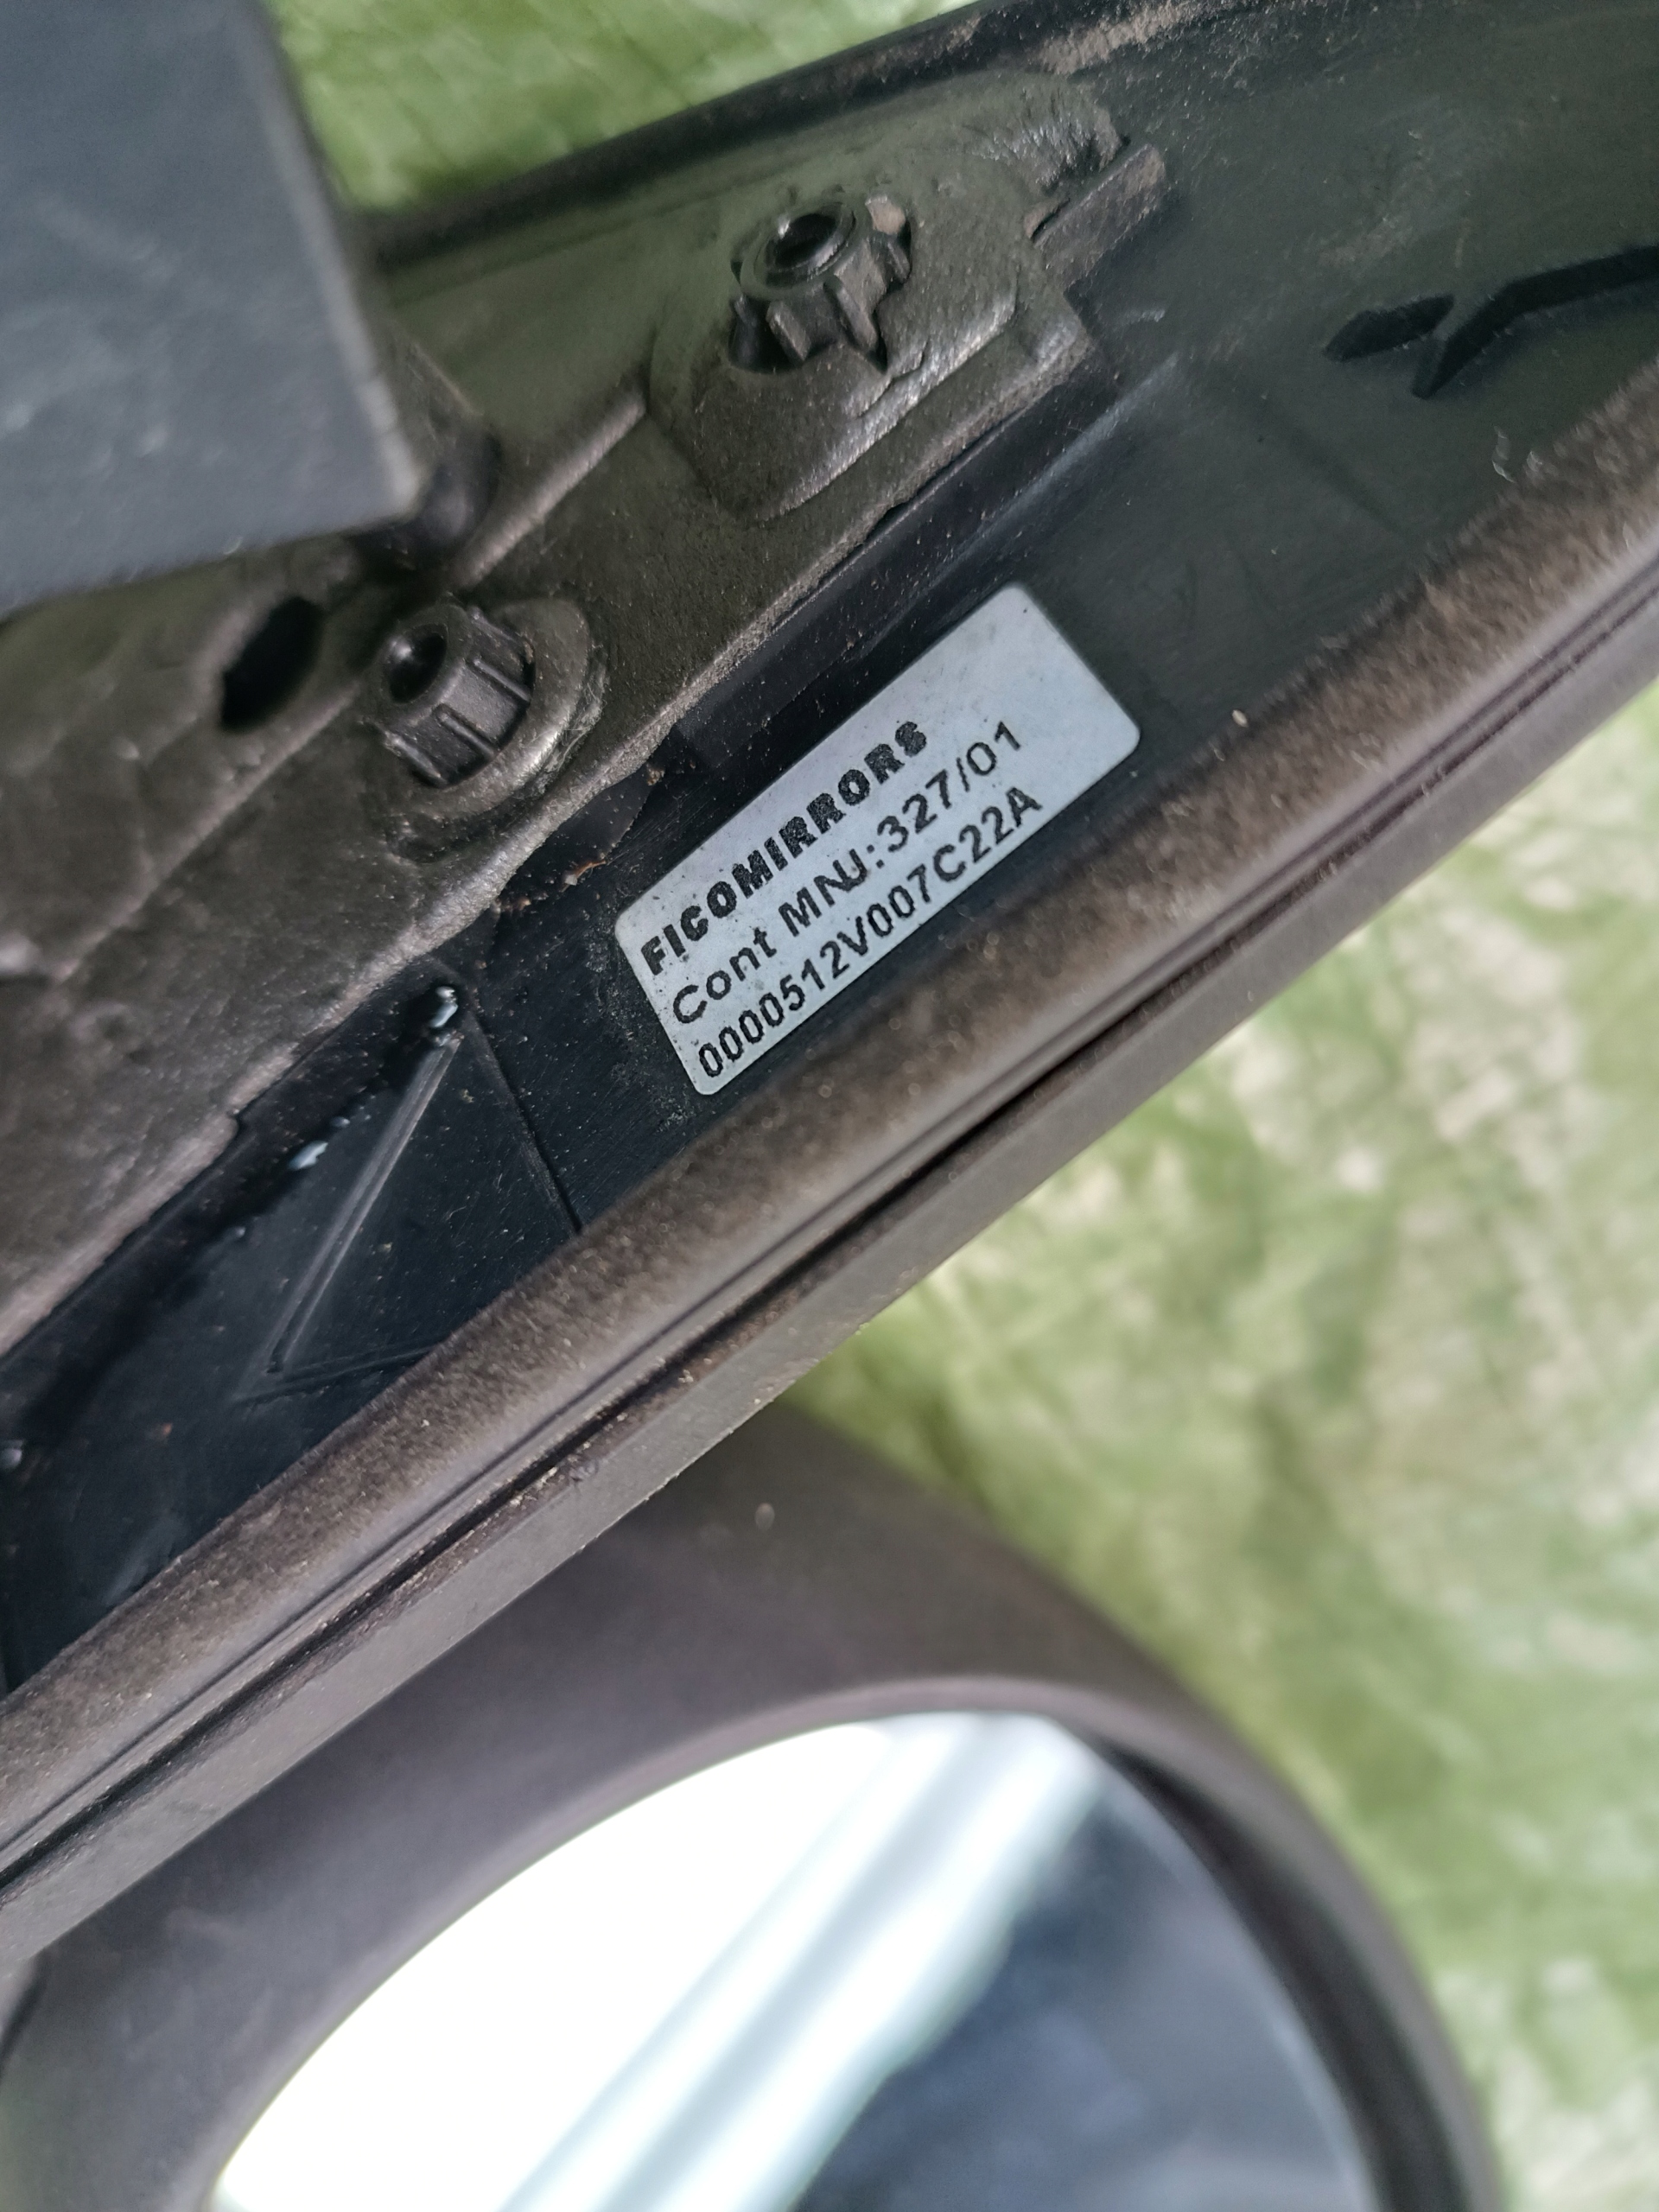 FICOMIRRORS
Cont MNJ:327/01
0000512V007C22A